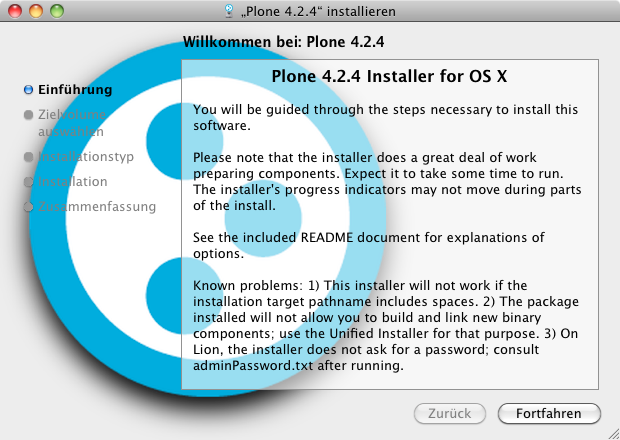 „Plone 4.2.4“ installieren
Willkommen bei: Plone 4.2.4
Einführung
Zielvolume
auswählen
Installationstyp
Installation
Zusammenfassung
Plone 4.2.4 Installer for OS X
You will be guided through the steps necessary to install this
software.
Please note that the installer does a great deal of work
preparing components. Expect it to take some time to run.
The installer's progress indicators may not move during parts
of the install.
See the included README document for explanations of
options.
Known problems: 1) This installer will not work if the
installation target pathname includes spaces. 2) The package
installed will not allow you to build and link new binary
components; use the Unified Installer for that purpose. 3) On
Lion, the installer does not ask for a password; consult
adminPassword.txt after running.
Zurück
Fortfahren